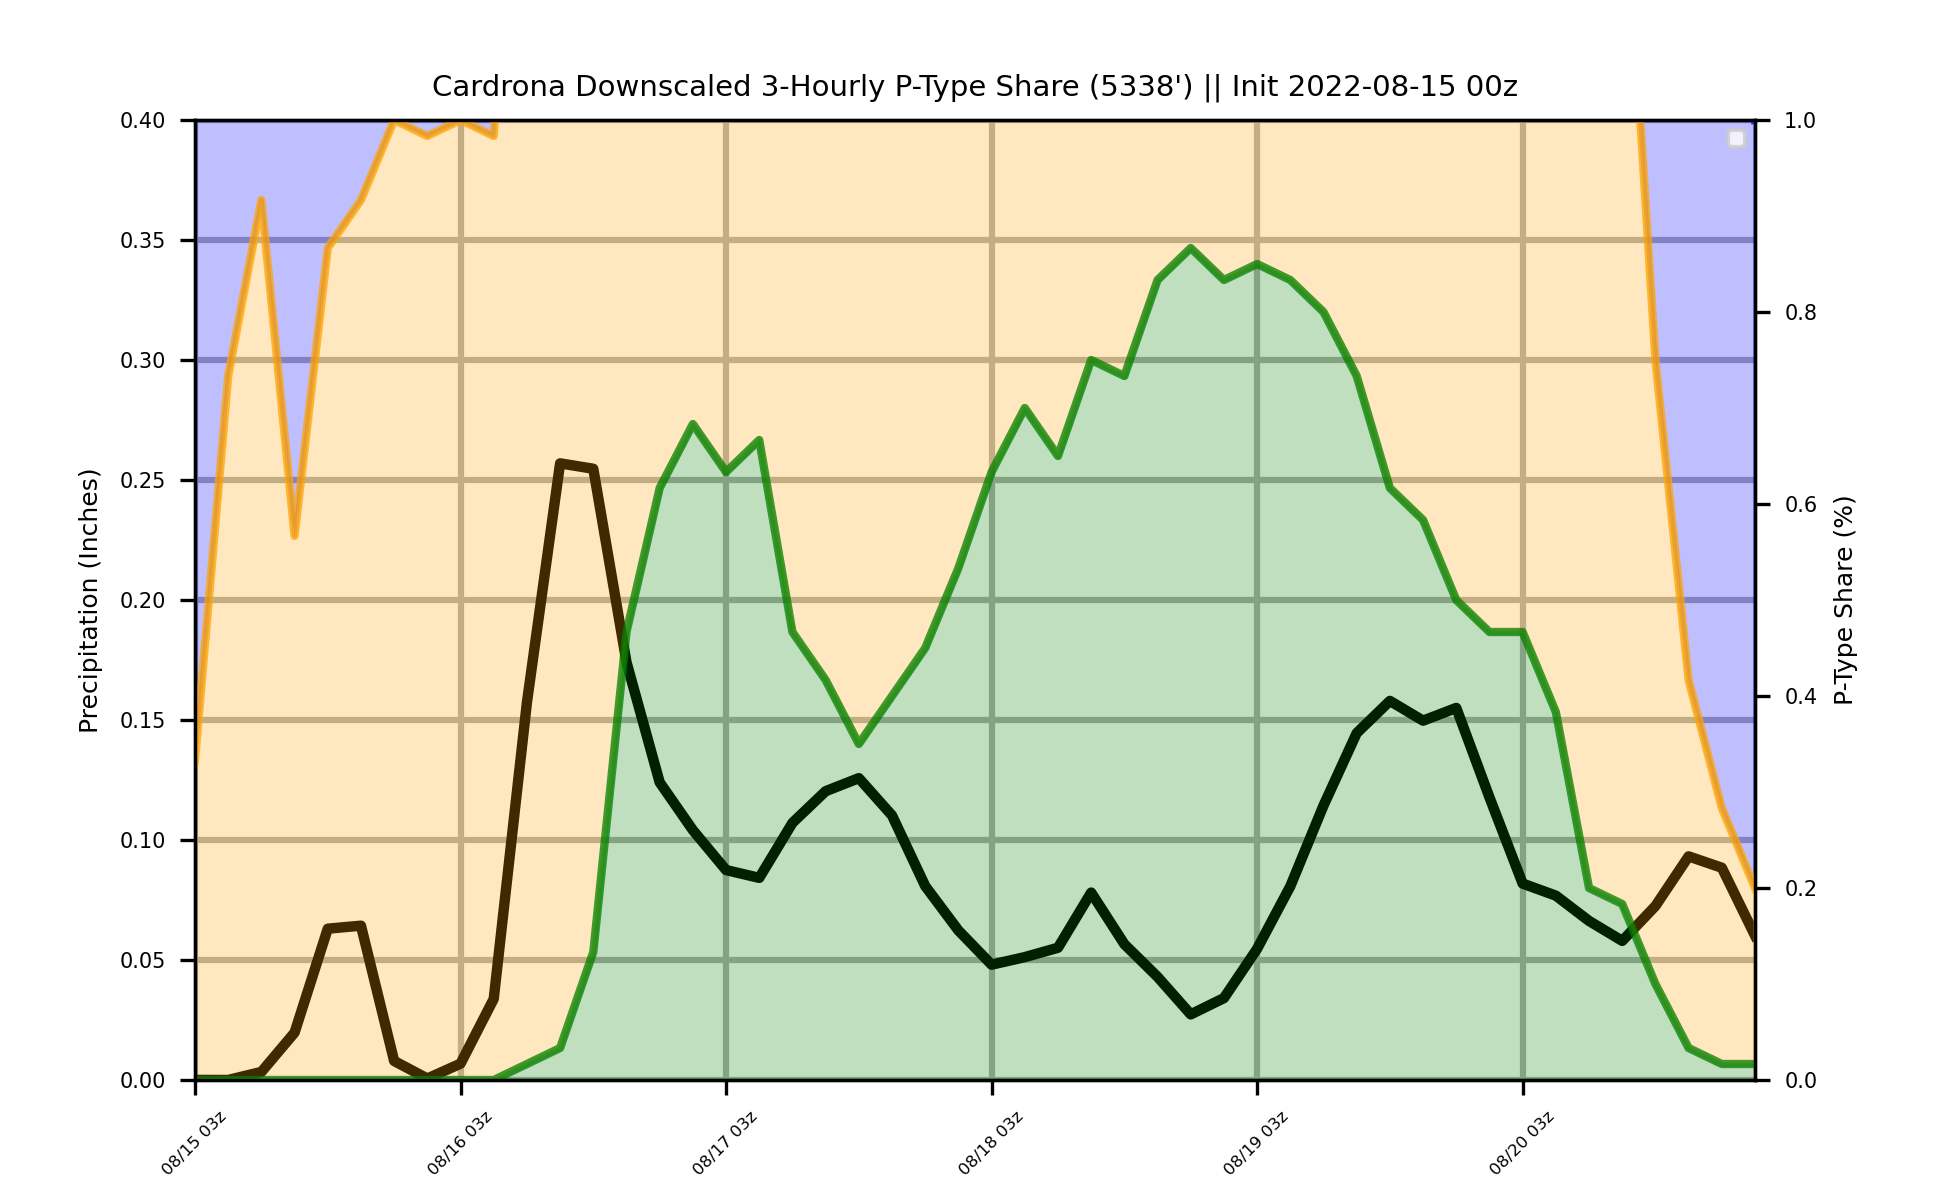 Cardrona Downscaled 3-Hourly P-Type Share (5338') || Init 2022-08-15 00z
0.40
0.35
0.30
0.25
0.20
0.15
0.10
0.05
0.00
Precipitation (Inches)
1.0
0.8
0.6
0.4
0.2
0.0
P-Type Share (%)
08/15 03z
08/16 03z
08/17 03z
08/18 03z
08/19 03z
08/20 03z